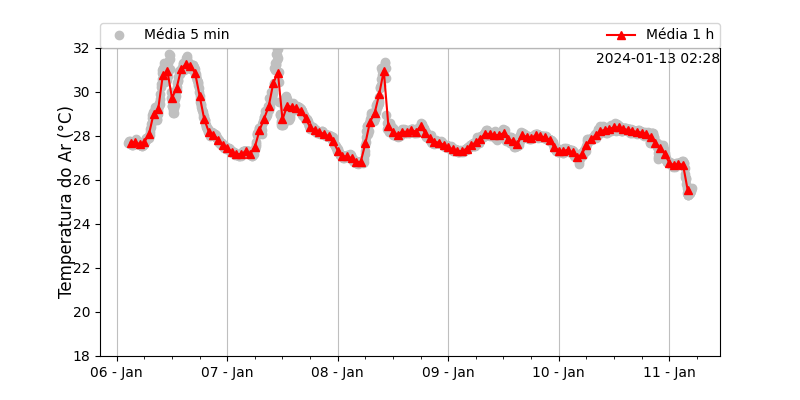 Média 5 min
Média 1 h
2024-01-13 02:28
Temperatura do Ar (°C)
32
30
28
26
24
22
20
18
06 - Jan
07 - Jan
08 - Jan
09 - Jan
10 - Jan
11 - Jan